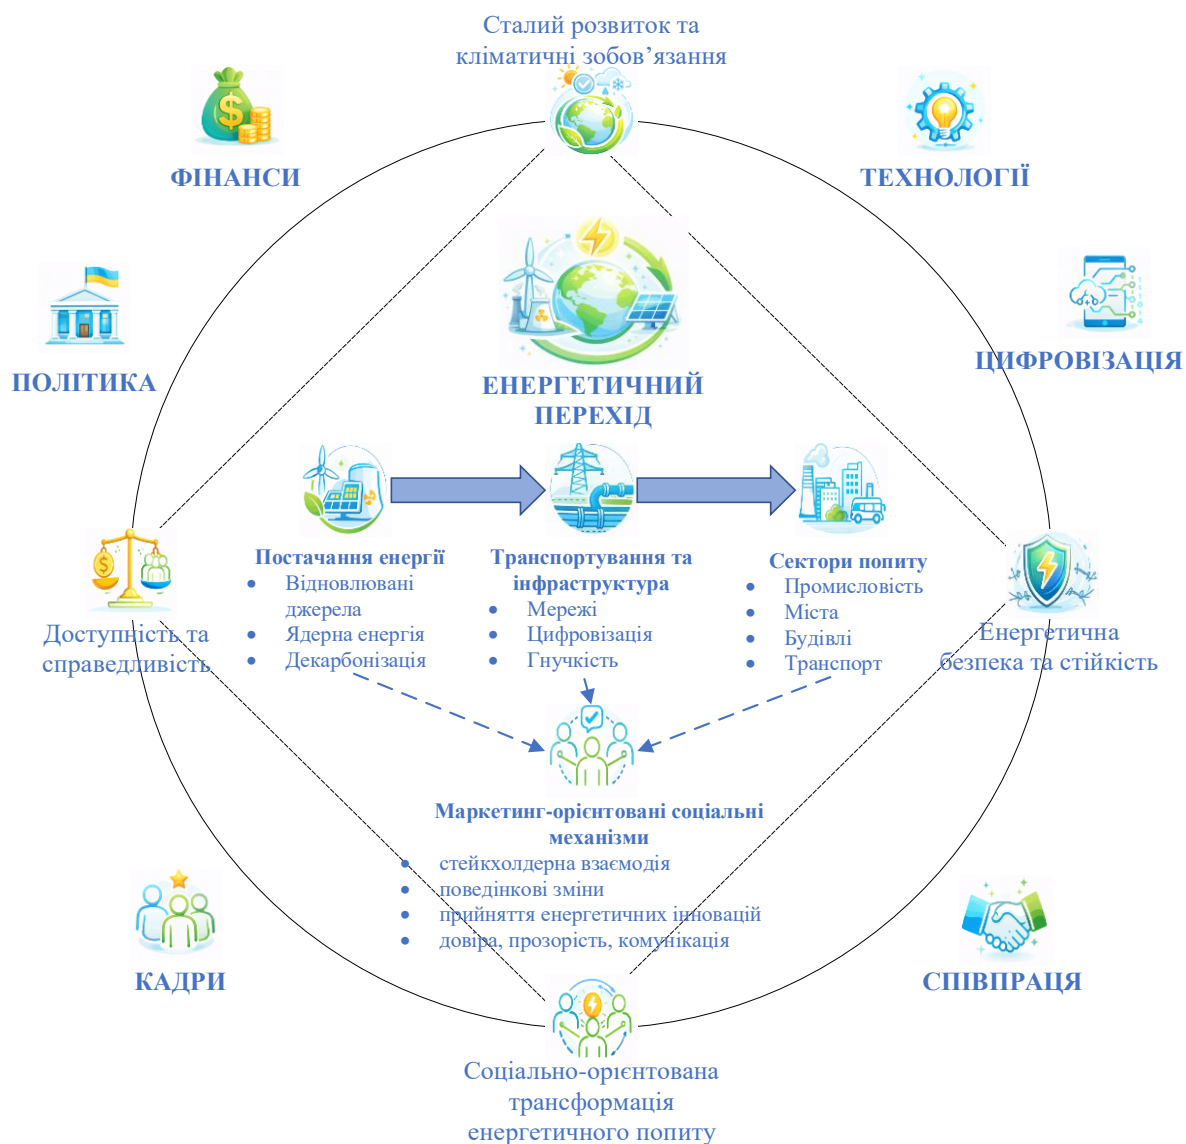 Сталий розвиток та
кліматичні зобов’язання
ФІНАНСИ
ТЕХНОЛОГІЇ
ПОЛІТИКА
ЦИФРОВІЗАЦІЯ
ЕНЕРГЕТИЧНИЙ
ПЕРЕХІД
Постачання енергії
• Відновлювані
джерела
• Ядерна енергія
• Декарбонізація
Транспортування та
інфраструктура
• Мережі
• Цифровізація
• Гнучкість
Сектори попиту
• Промисловість
• Міста
• Будівлі
• Транспорт
Доступність та
справедливість
Енергетична
безпека та стійкість
Маркетинг-орієнтовані соціальні
механізми
• стейкхолдерна взаємодія
• поведінкові зміни
• прийняття енергетичних інновацій
• довіра, прозорість, комунікація
КАДРИ
СПІВПРАЦЯ
Соціально-орієнтована
трансформація
енергетичного попиту